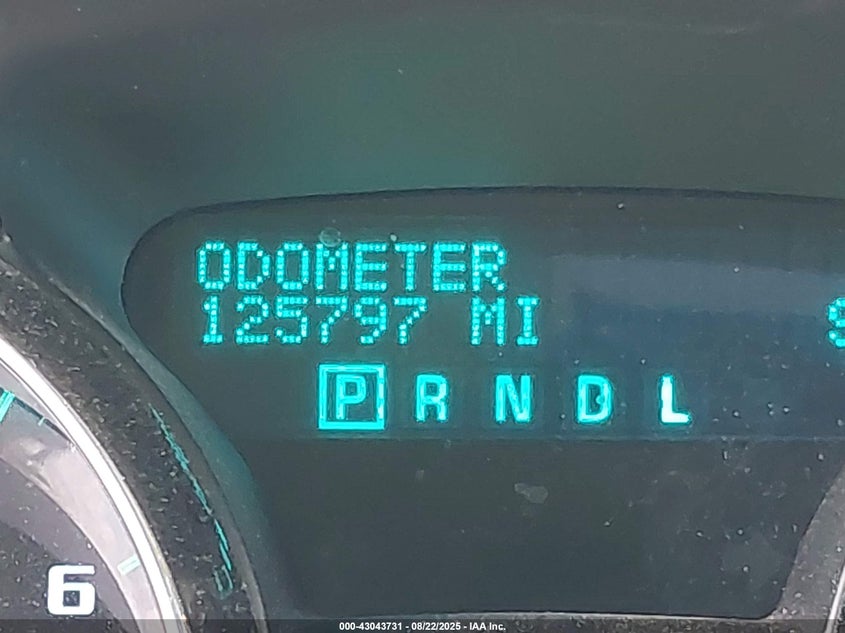 ODOMETER
125797 MI
P R N D L
6
000-43043731 - 08/22/2025 - IAA Inc.